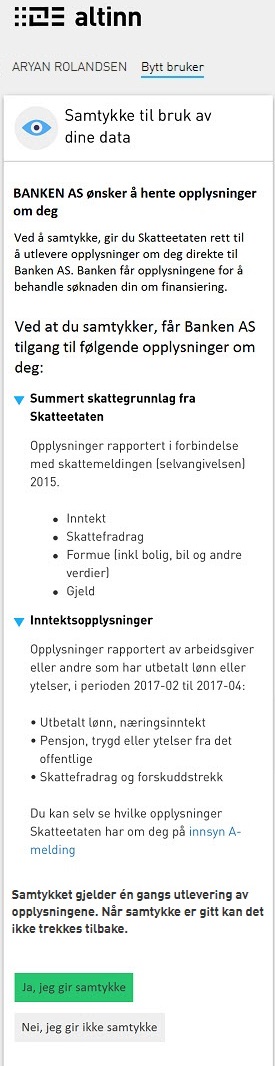 altinn
ARYAN ROLANDSEN Bytt bruker
Samtykke til bruk av
dine data
BANKEN AS ønsker å hente opplysninger
om deg
Ved å samtykke, gir du Skatteetaten rett til
å utlevere opplysninger om deg direkte til
Banken AS. Banken får opplysningene for å
behandle søknaden din om finansiering.
Ved at du samtykker, får Banken AS
tilgang til følgende opplysninger om
deg:
Summert skattegrunnlag fra
Skatteetaten
Opplysninger rapportert i forbindelse
med skattemeldingen (selvangivelsen)
2015.
• Inntekt
• Skattefradrag
• Formue (inkl bolig, bil og andre
verdier)
• Gjeld
Inntektsopplysninger
Opplysninger rapportert av arbeidsgiver
eller andre som har utbetalt lønn eller
ytelser, i perioden 2017-02 til 2017-04:
• Utbetalt lønn, næringsinntekt
• Pensjon, trygd eller ytelser fra det
offentlige
• Skattefradrag og forskuddstrekk
Du kan selv se hvilke opplysninger
Skatteetaten har om deg på innsyn A-
melding
Samtykket gjelder én gangs utlevering av
opplysningene. Når samtykke er gitt kan det
ikke trekkes tilbake.
Ja, jeg gir samtykke
Nei, jeg gir ikke samtykke